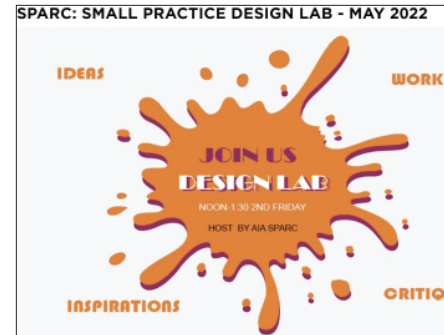 SPARC: SMALL PRACTICE DESIGN LAB - MAY 2022
IDEAS
WORK
JOIN US
DESIGN LAB
NOON-1:30 2ND FRIDAY
HOST BY AIA SPARC
INSPIRATIONS
CRITIQ